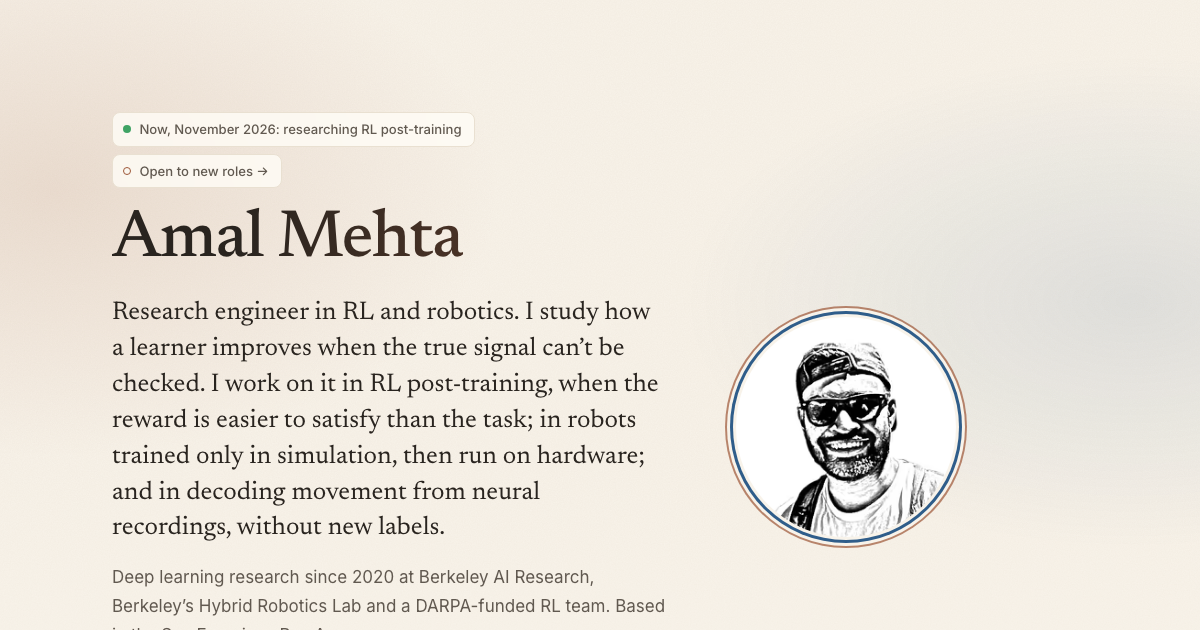 Now, November 2026: researching RL post-training
Open to new roles →
Amal Mehta
Research engineer in RL and robotics. I study how
a learner improves when the true signal can’t be
checked. I work on it in RL post-training, when the
reward is easier to satisfy than the task; in robots
trained only in simulation, then run on hardware;
and in decoding movement from neural
recordings, without new labels.
Deep learning research since 2020 at Berkeley AI Research,
Berkeley’s Hybrid Robotics Lab and a DARPA-funded RL team. Based